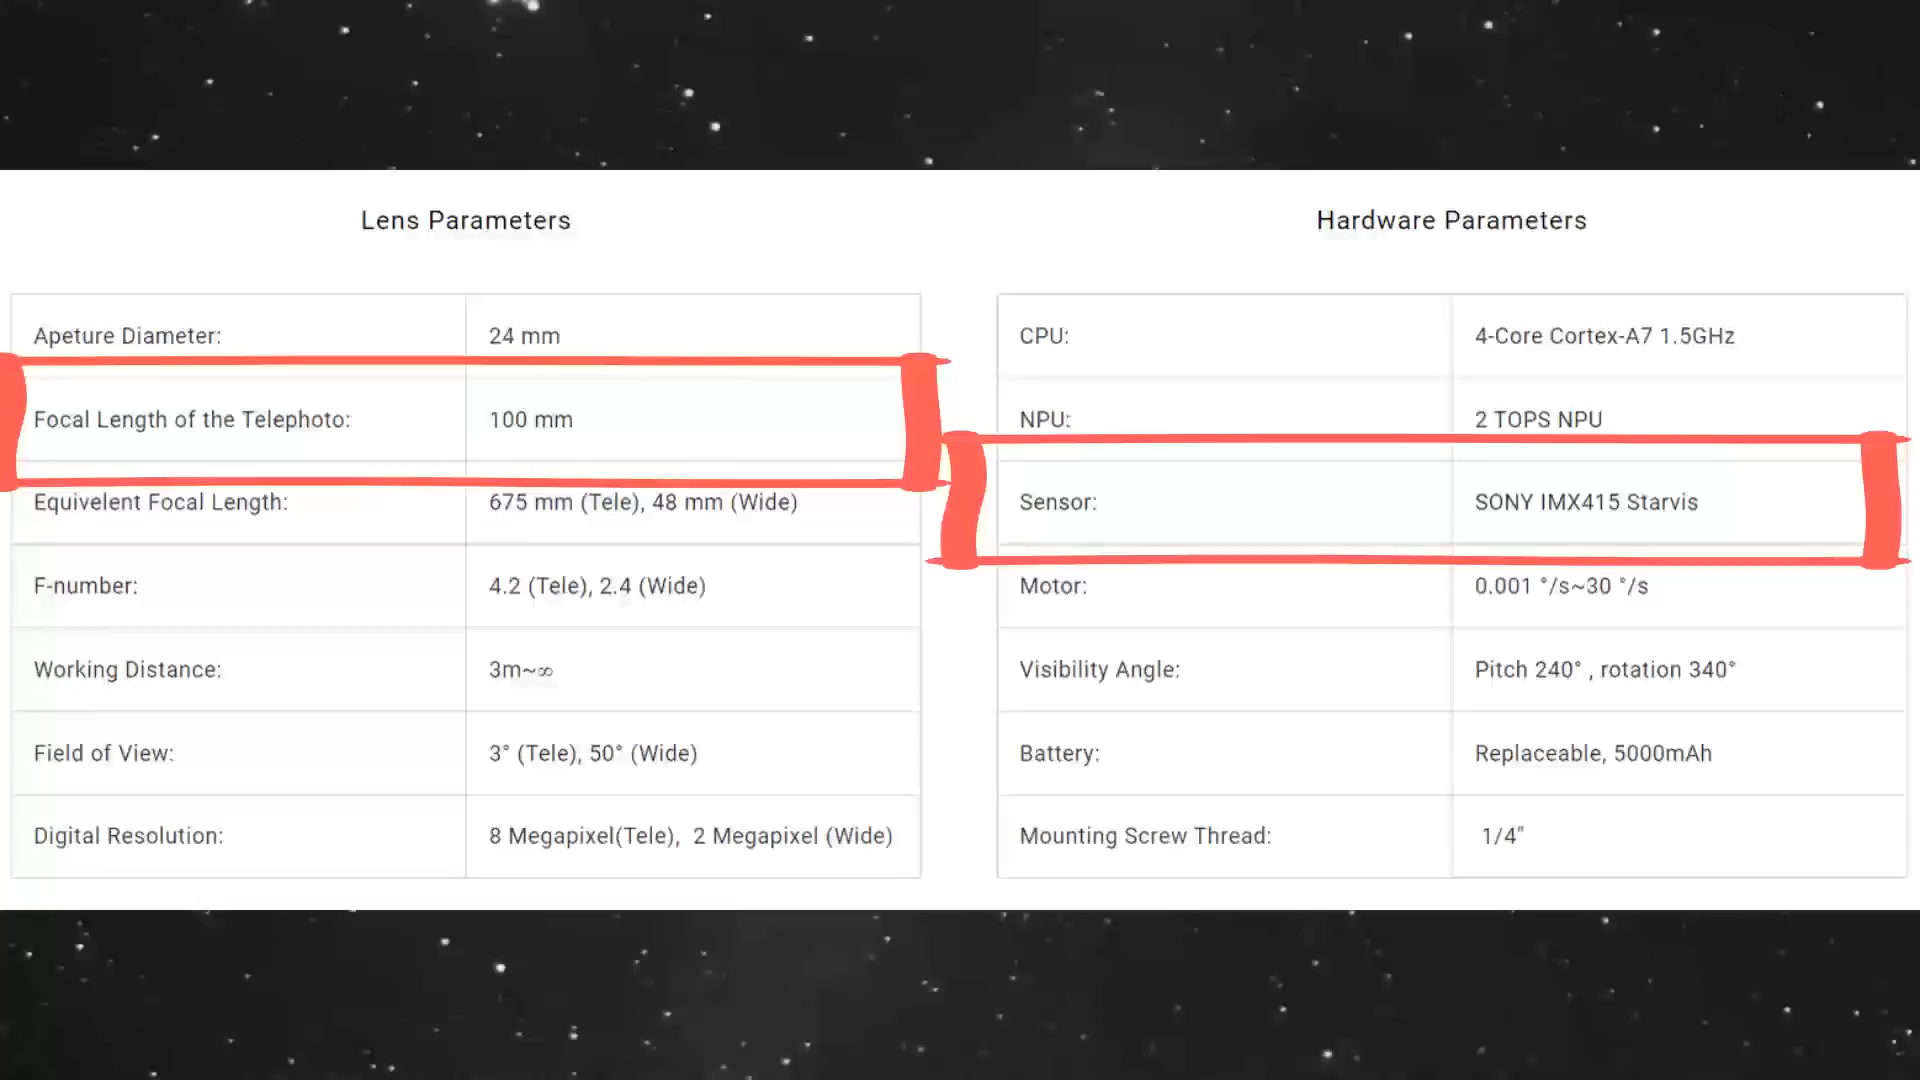 Lens Parameters
Apeture Diameter: 24 mm
Focal Length of the Telephoto: 100 mm
Equivelent Focal Length: 675 mm (Tele), 48 mm (Wide)
F-number: 4.2 (Tele), 2.4 (Wide)
Working Distance: 3m~∞
Field of View: 3° (Tele), 50° (Wide)
Digital Resolution: 8 Megapixel(Tele), 2 Megapixel (Wide)
Hardware Parameters
CPU: 4-Core Cortex-A7 1.5GHz
NPU: 2 TOPS NPU
Sensor: SONY IMX415 Starvis
Motor: 0.001 °/s~30 °/s
Visibility Angle: Pitch 240° , rotation 340°
Battery: Replaceable, 5000mAh
Mounting Screw Thread: 1/4"